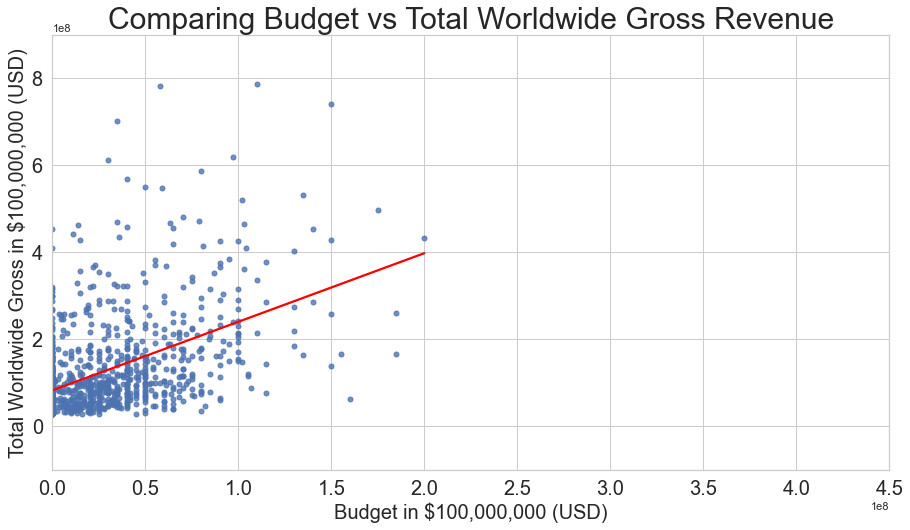 Comparing Budget vs Total Worldwide Gross Revenue
1e8
Total Worldwide Gross in $100,000,000 (USD)
8
6
4
2
0
0.0 0.5 1.0 1.5 2.0 2.5 3.0 3.5 4.0 4.5
Budget in $100,000,000 (USD)
1e8